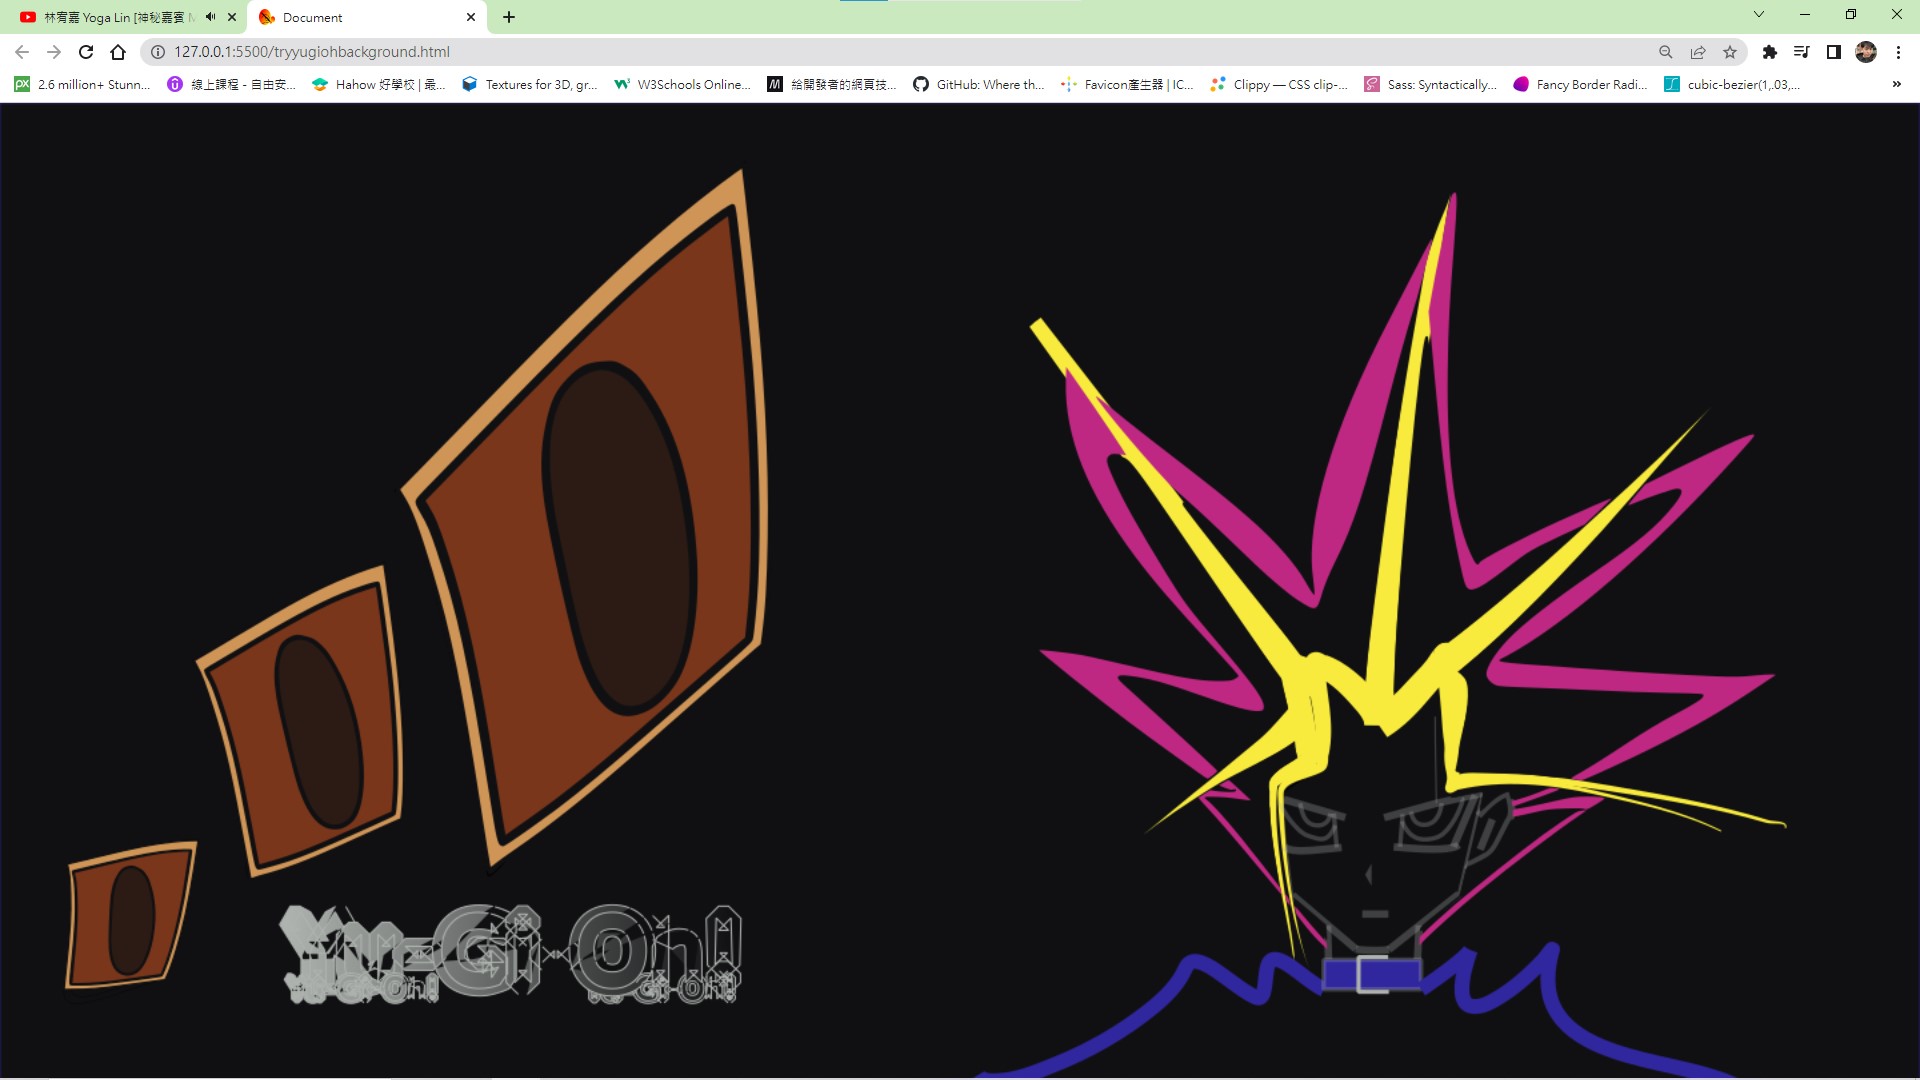 林宥嘉 Yoga Lin [神秘嘉賓 M
Document
127.0.0.1:5500/tryyugiohbackground.html
2.6 million+ Stunn...
線上課程 - 自由安...
Hahow 好學校 | 最...
Textures for 3D, gr...
W3Schools Online...
給開發者的網頁技...
GitHub: Where th...
Favicon產生器 | IC...
Clippy — CSS clip-...
Sass: Syntactically...
Fancy Border Radi...
cubic-bezier(1,.03,...
Yu-Gi-Oh!